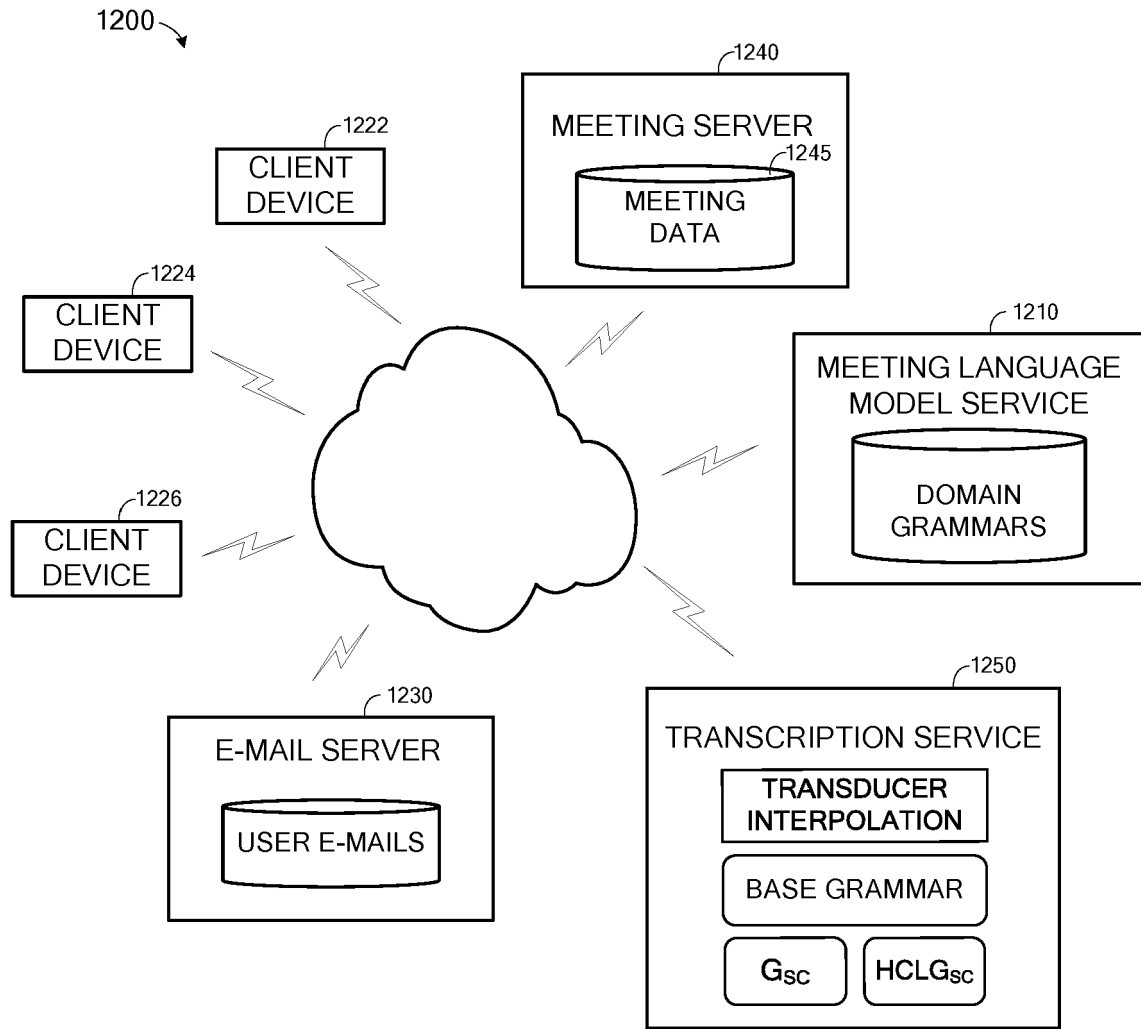 1200
1222
CLIENT
DEVICE
1240
MEETING SERVER
1245
MEETING
DATA
1224
CLIENT
DEVICE
1210
MEETING LANGUAGE
MODEL SERVICE
DOMAIN
GRAMMARS
1226
CLIENT
DEVICE
1230
E-MAIL SERVER
USER E-MAILS
1250
TRANSCRIPTION SERVICE
TRANSDUCER
INTERPOLATION
BASE GRAMMAR
GSC
HCLGSC